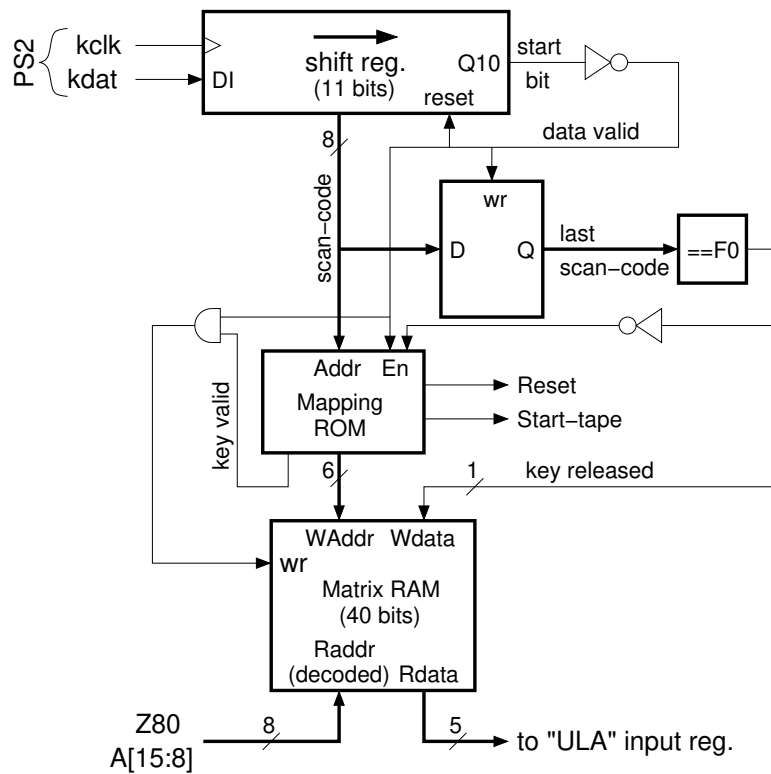 PS2
kclk
kdat
DI
shift reg.
(11 bits)
Q10
reset
start
bit
data valid
8
scan-code
wr
D
Q
last
scan-code
==F0
Addr
En
Mapping
ROM
Reset
Start-tape
key valid
6
1
key released
WAddr
Wdata
wr
Matrix RAM
(40 bits)
Raddr
(decoded)
Rdata
Z80
A[15:8]
8
5
to "ULA" input reg.